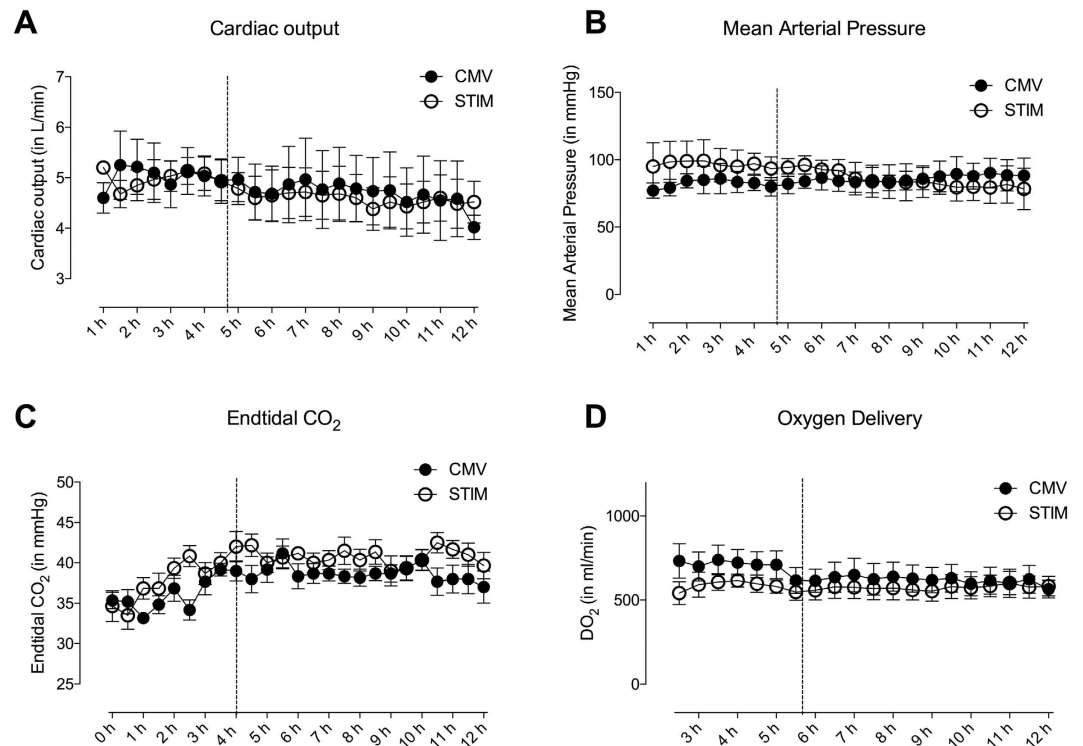 A
Cardiac output
Cardiac output (in L/min)
7
6
5
4
3
CMV
STIM
1 h
2 h
3 h
4 h
5 h
6 h
7 h
8 h
9 h
10 h
11 h
12 h
B
Mean Arterial Pressure
Mean Arterial Pressure (in mmHg)
150
100
50
0
CMV
STIM
1 h
2 h
3 h
4 h
5 h
6 h
7 h
8 h
9 h
10 h
11 h
12 h
C
Endtidal CO₂
Endtidal CO₂ (in mmHg)
50
45
40
35
30
25
CMV
STIM
0 h
0 h
1 h
2 h
3 h
4 h
5 h
6 h
7 h
8 h
9 h
10 h
11 h
12 h
D
Oxygen Delivery
DO₂ (in ml/min)
1000
500
0
CMV
STIM
3 h
4 h
5 h
6 h
7 h
8 h
9 h
10 h
11 h
12 h